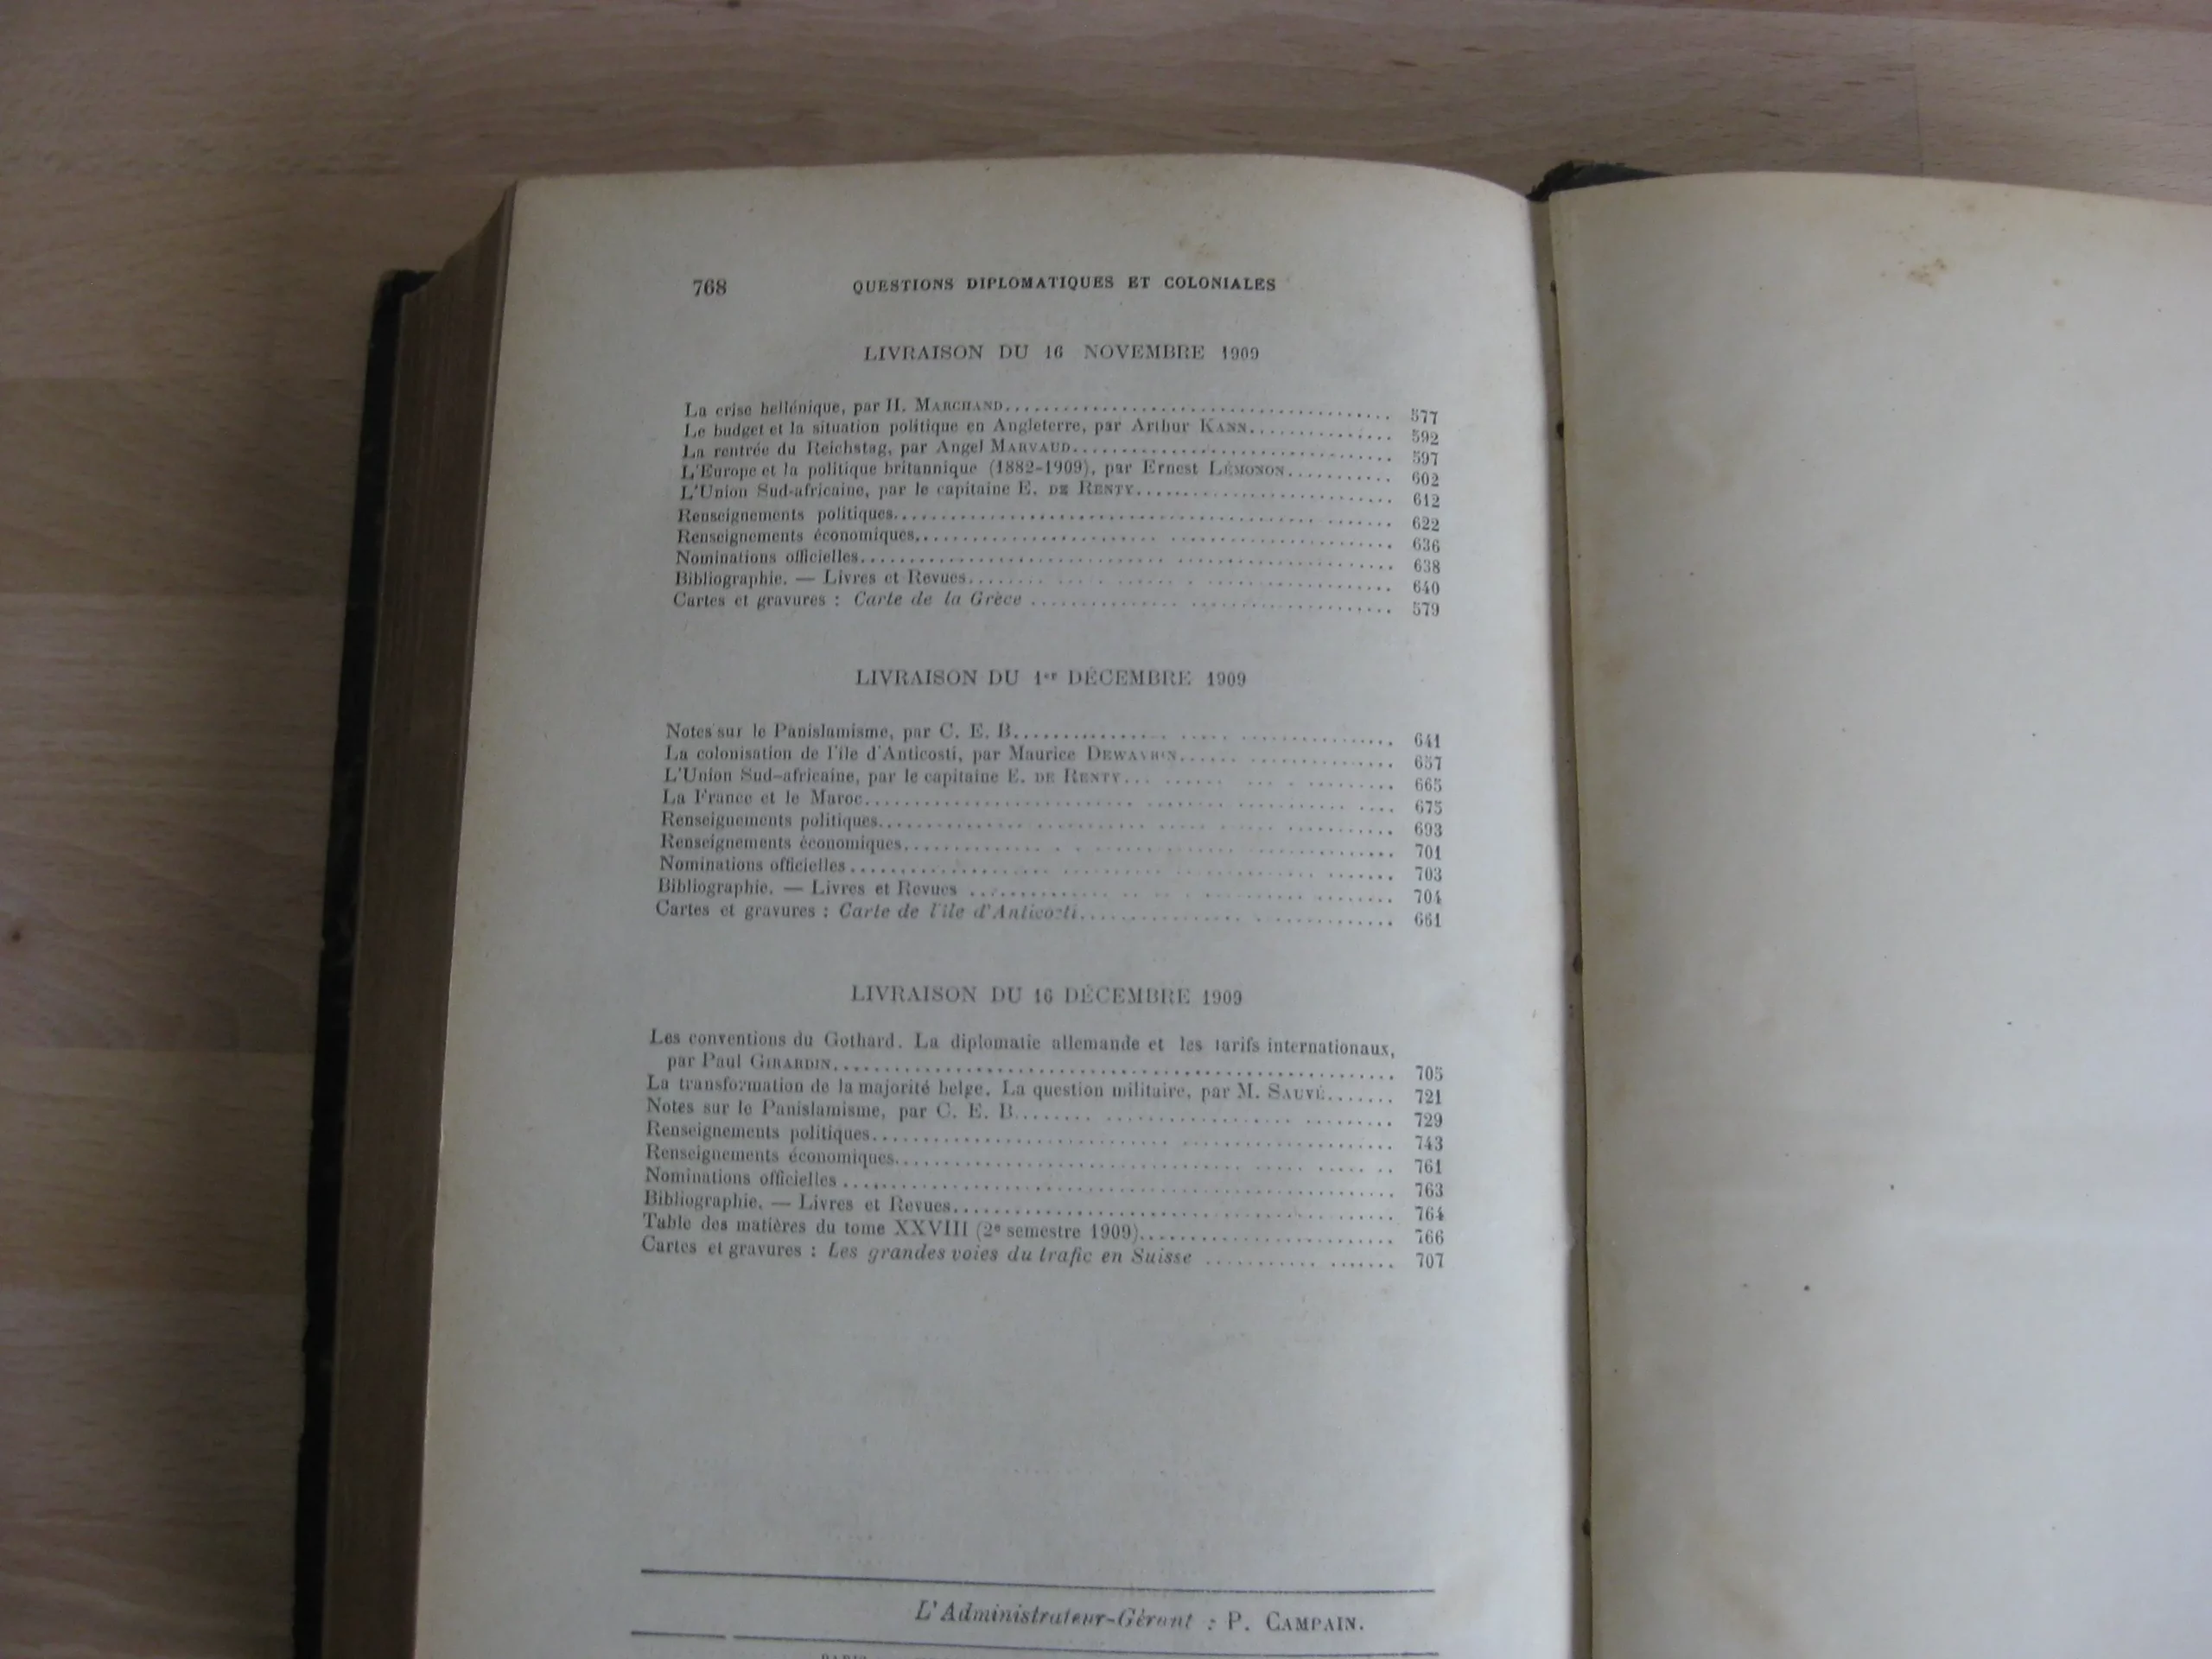 768 QUESTIONS DIPLOMATIQUES ET COLONIALES
LIVRAISON DU 16 NOVEMBRE 1909
La crise hellénique, par H. MARCHAND........ 577
Le budget et la situation politique en Angleterre, par Arthur KANN........ 592
La rentrée du Reichstag, par Angel MARVAUD........ 597
L'Europe et la politique britannique (1882-1909), par Ernest LÉMONON........ 602
L'Union Sud-africaine, par le capitaine E. DE RENTY........ 612
Renseignements politiques........ 622
Renseignements économiques........ 636
Nominations officielles........ 638
Bibliographie. — Livres et Revues........ 640
Cartes et gravures : Carte de la Grèce ........ 579
LIVRAISON DU 1er DÉCEMBRE 1909
Notes sur le Panislamisme, par C. E. B........ 641
La colonisation de l'île d'Anticosti, par Maurice DEWAVRIN........ 657
L'Union Sud-africaine, par le capitaine E. DE RENTY........ 665
La France et le Maroc........ 675
Renseignements politiques........ 693
Renseignements économiques........ 701
Nominations officielles ........ 703
Bibliographie. — Livres et Revues ........ 704
Cartes et gravures : Carte de l'île d'Anticosti........ 661
LIVRAISON DU 16 DÉCEMBRE 1909
Les conventions du Gothard. La diplomatie allemande et les tarifs internationaux,
par Paul GIRARDIN........ 705
La transformation de la majorité belge. La question militaire, par M. SAUVÉ........ 721
Notes sur le Panislamisme, par C. E. B........ 729
Renseignements politiques........ 743
Renseignements économiques........ 761
Nominations officielles ........ 763
Bibliographie. — Livres et Revues........ 764
Table des matières du tome XXVIII (2e semestre 1909)........ 766
Cartes et gravures : Les grandes voies du trafic en Suisse ........ 707
L'Administrateur-Gérant : P. CAMPAIN.